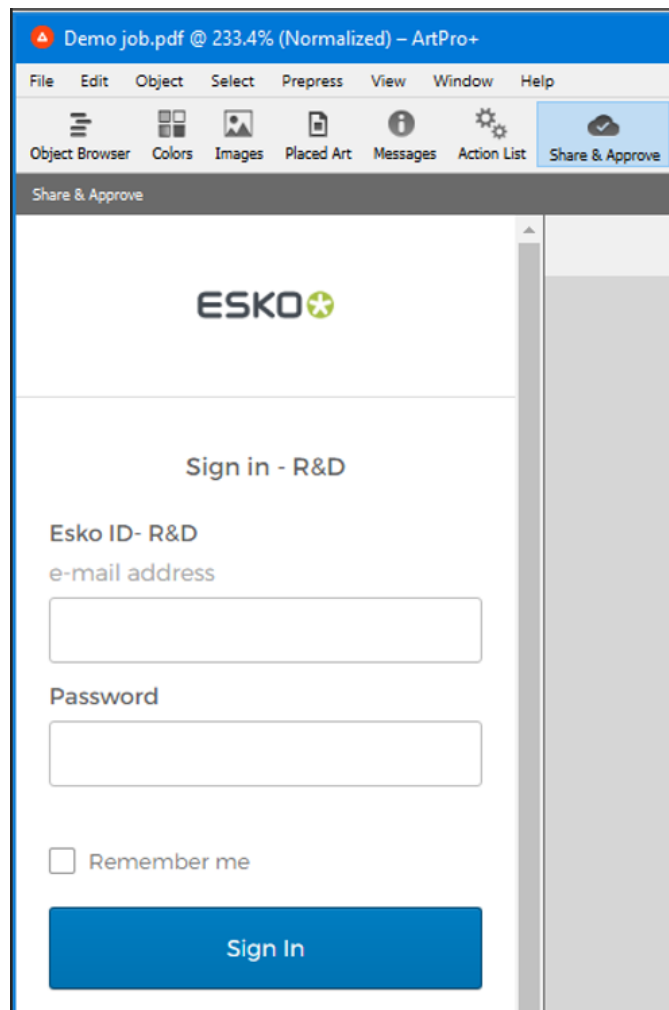 Demo job.pdf @ 233.4% (Normalized) – ArtPro+
File Edit Object Select Prepress View Window Help
Object Browser Colors Images Placed Art Messages Action List Share & Approve
Share & Approve
ESKO
Sign in - R&D
Esko ID- R&D
e-mail address
Password
Remember me
Sign In